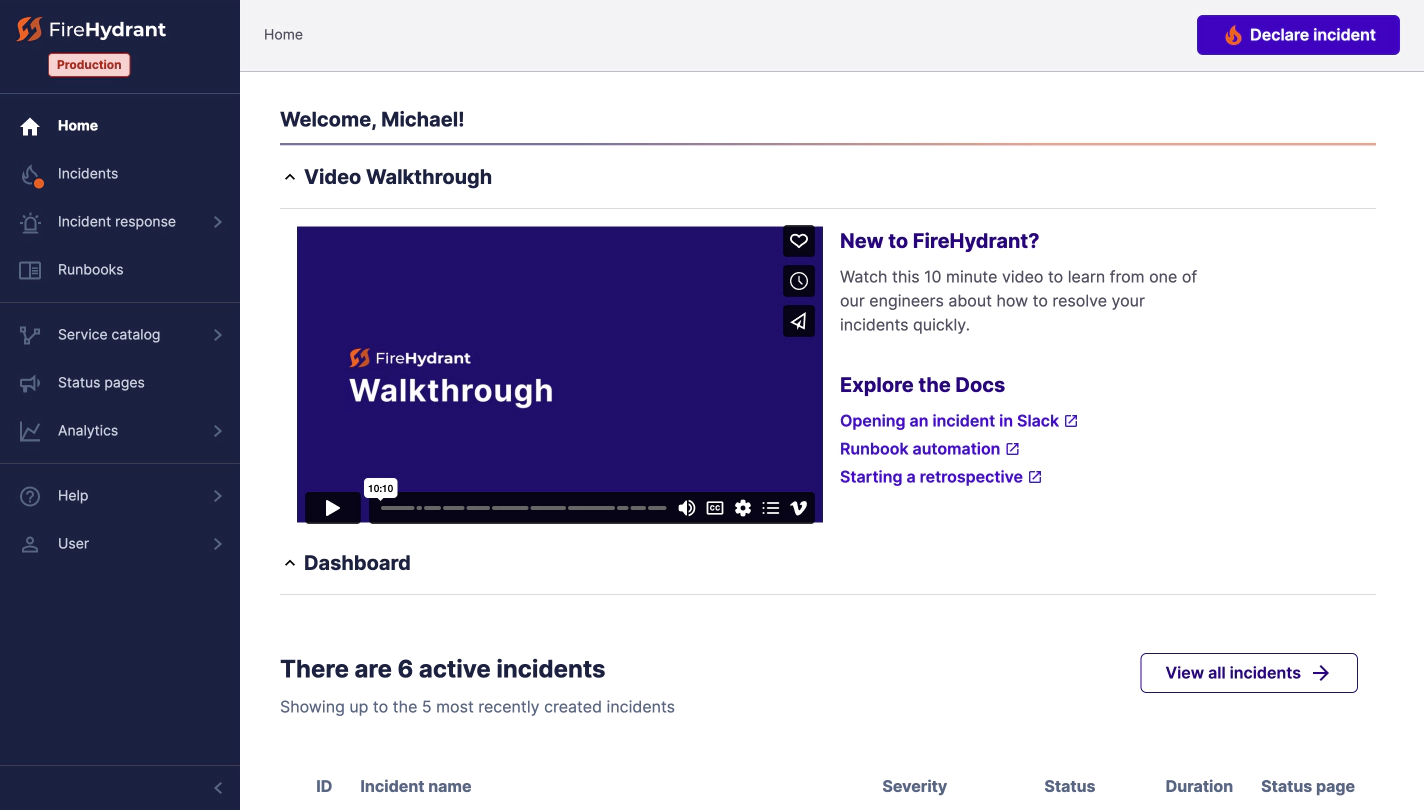 FireHydrant
Production
Home
Incidents
Incident response
Runbooks
Service catalog
Status pages
Analytics
Help
User
Home
Declare incident
Welcome, Michael!
Video Walkthrough
FireHydrant
Walkthrough
10:10
CC
New to FireHydrant?
Watch this 10 minute video to learn from one of
our engineers about how to resolve your
incidents quickly.
Explore the Docs
Opening an incident in Slack
Runbook automation
Starting a retrospective
Dashboard
There are 6 active incidents
Showing up to the 5 most recently created incidents
View all incidents
ID Incident name Severity Status Duration Status page